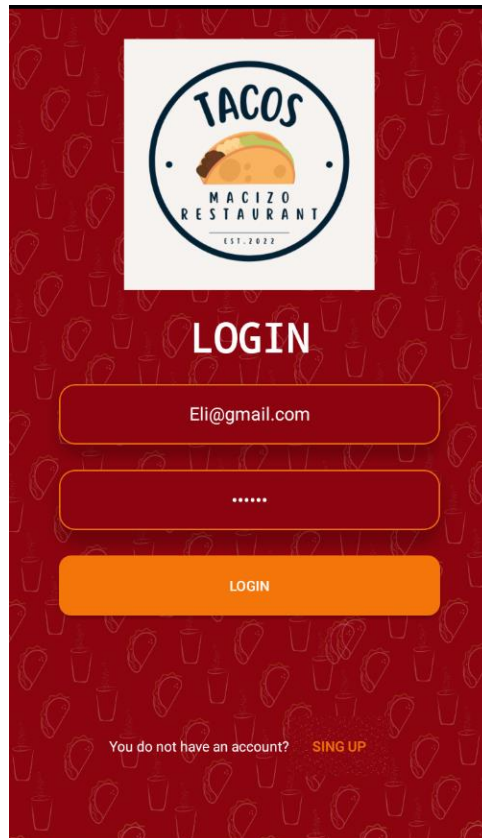 TACOS
MACIZO
RESTAURANT
EST.2022
LOGIN
Eli@gmail.com
••••••
LOGIN
You do not have an account? SING UP